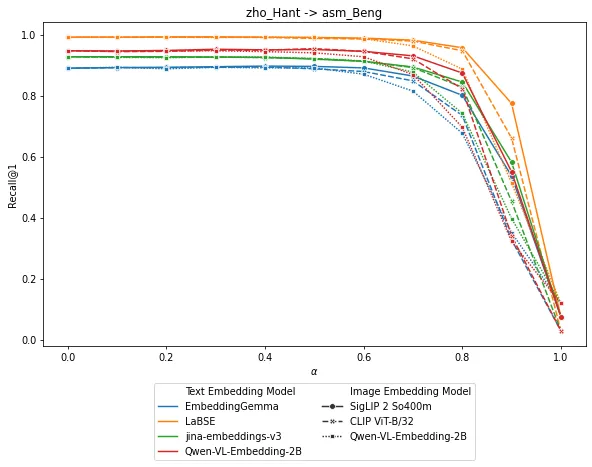 zho_Hant -> asm_Beng
Recall@1
1.0
0.8
0.6
0.4
0.2
0.0
0.0 0.2 0.4 0.6 0.8 1.0
α
Text Embedding Model Image Embedding Model
EmbeddingGemma SigLIP 2 So400m
LaBSE CLIP ViT-B/32
jina-embeddings-v3 Qwen-VL-Embedding-2B
Qwen-VL-Embedding-2B